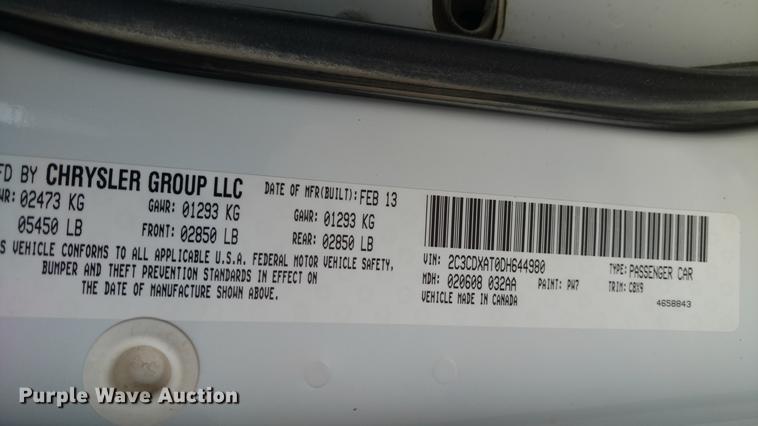 FD BY CHRYSLER GROUP LLC DATE OF MFR(BUILT): FEB 13
WR: 02473 KG GAWR: 01293 KG GAWR: 01293 KG
05450 LB FRONT: 02850 LB REAR: 02850 LB
S VEHICLE CONFORMS TO ALL APPLICABLE U.S.A. FEDERAL MOTOR VEHICLE SAFETY,
BUMPER AND THEFT PREVENTION STANDARDS IN EFFECT ON
THE DATE OF MANUFACTURE SHOWN ABOVE.
VIN: 2C3CDXAT0DH644980 TYPE: PASSENGER CAR
MDH: 020608 032AA PAINT: PW7 TRIM: CBX9
VEHICLE MADE IN CANADA 4658843
Purple Wave Auction